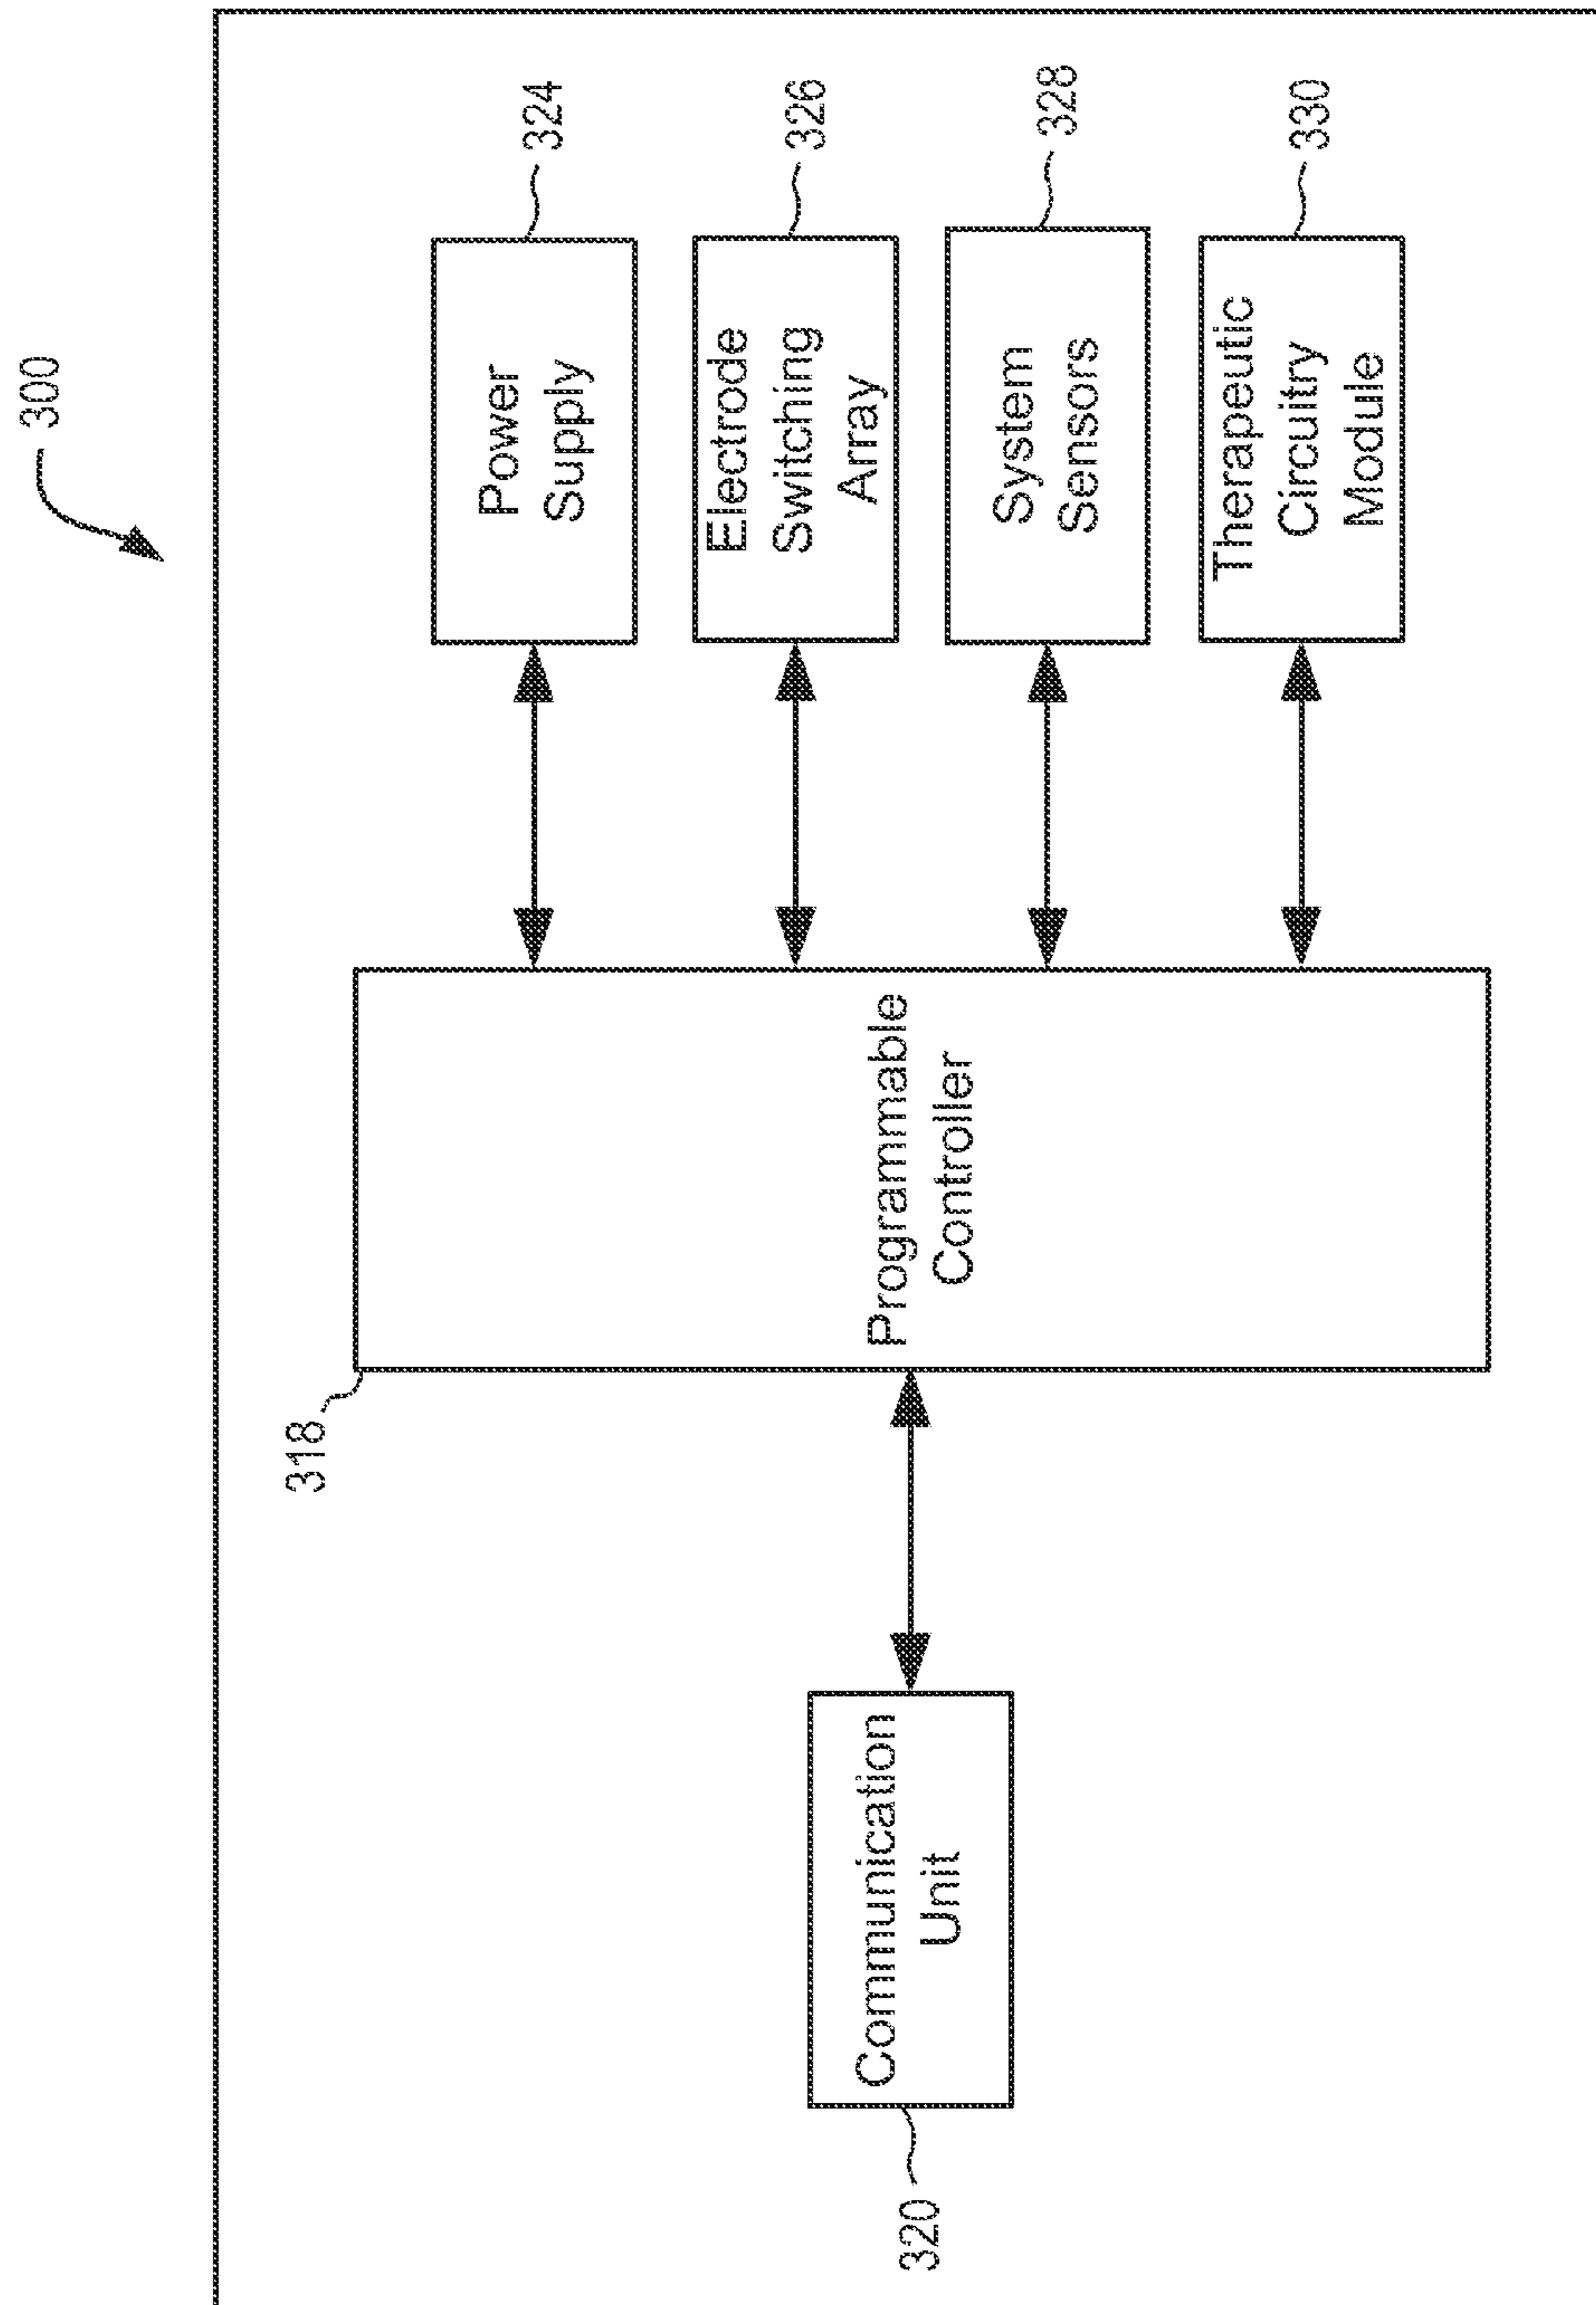 300
324
Power
Supply
326
Electrode
Switching
Array
328
System
Sensors
330
Therapeutic
Circuitry
Module
318
Programmable
Controller
Communication
Unit
320